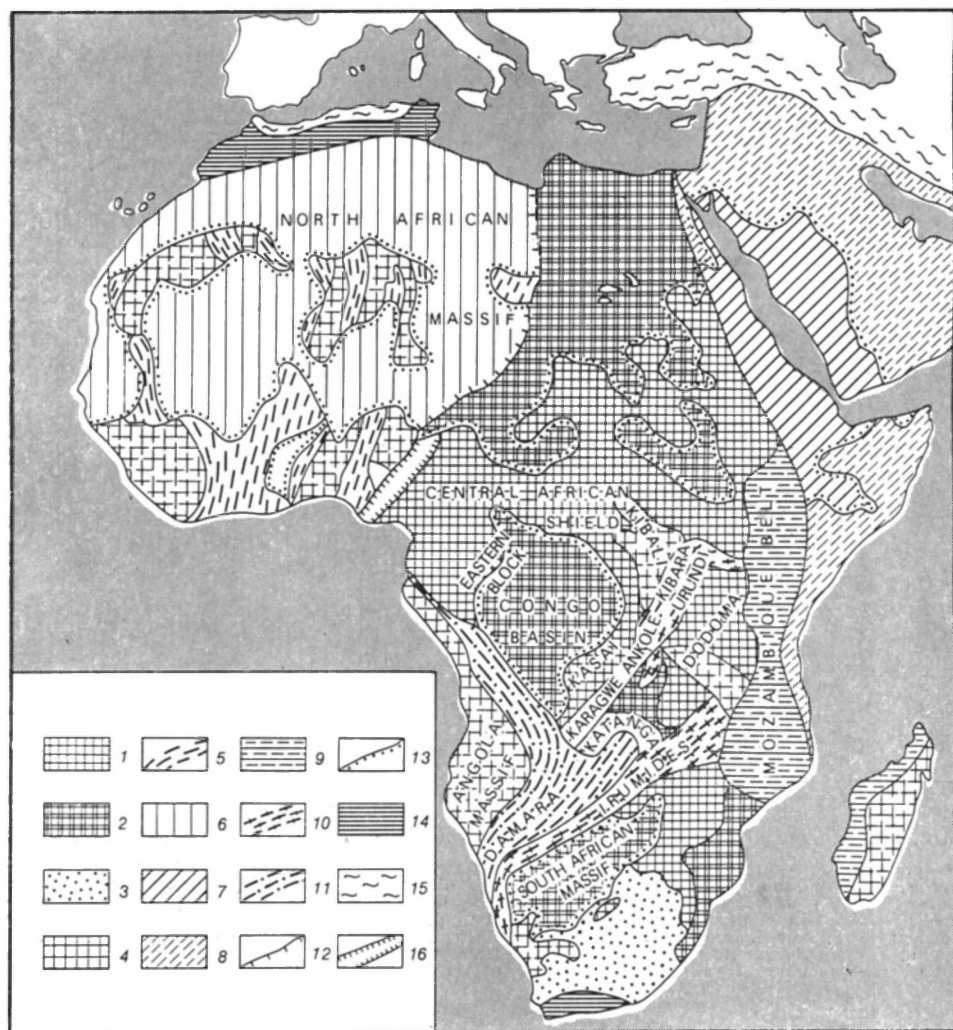 NORTH AFRICAN
MASSIF
CENTRAL AFRICAN
SHIELD
EASTERN
BLOCK
CONGO
BASIN
KIBALI
KIBARA
URUNDI
KARAGWE ANKOLE
KASAI
DODOMA
MOZAMBIQUE BELT
KATANGA
IRUMIDES
DAMARA
ANGOLA
MASSIF
SOUTH AFRICAN
MASSIF
1 5 9 13
2 6 10 14
3 7 11 15
4 8 12 16